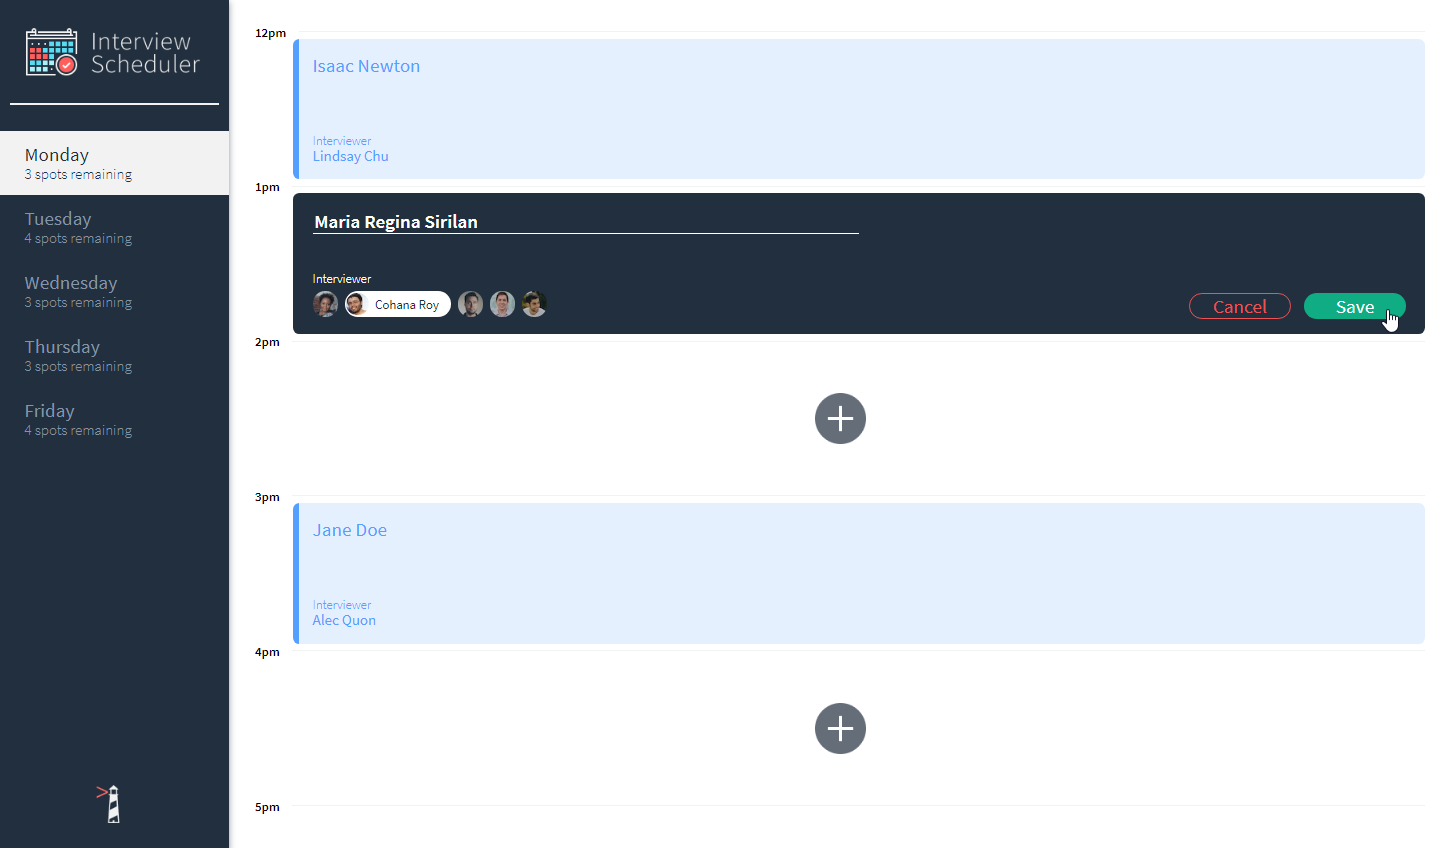 Interview
Scheduler
Monday
3 spots remaining
Tuesday
4 spots remaining
Wednesday
3 spots remaining
Thursday
3 spots remaining
Friday
4 spots remaining
12pm
Isaac Newton
Interviewer
Lindsay Chu
1pm
Maria Regina Sirilan
Interviewer
Cohana Roy
Cancel
Save
2pm
3pm
Jane Doe
Interviewer
Alec Quon
4pm
5pm